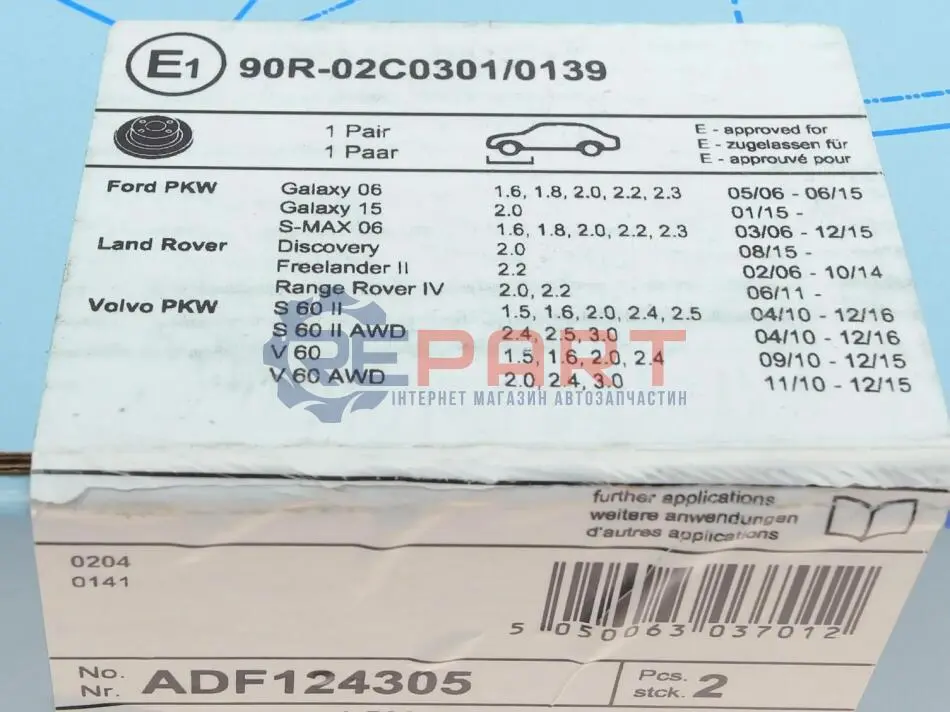 E1 90R-02C0301/0139
1 Pair
1 Paar
E - approved for
E - zugelassen für
E - approuvé pour
Ford PKW Galaxy 06 1.6, 1.8, 2.0, 2.2, 2.3 05/06 - 06/15
Galaxy 15 2.0 01/15 -
S-MAX 06 1.6, 1.8, 2.0, 2.2, 2.3 03/06 - 12/15
Land Rover Discovery 2.0 08/15 -
Freelander II 2.2 02/06 - 10/14
Range Rover IV 2.0, 2.2 06/11 -
Volvo PKW S 60 II 1.5, 1.6, 2.0, 2.4, 2.5 04/10 - 12/16
S 60 II AWD 2.4, 2.5, 3.0 04/10 - 12/16
V 60 1.5, 1.6, 2.0, 2.4 09/10 - 12/15
V 60 AWD 2.0, 2.4, 3.0 11/10 - 12/15
REPART
ІНТЕРНЕТ МАГАЗИН АВТОЗАПЧАСТИН
further applications
weitere anwendungen
d'autres applications
0204
0141
5 050063 037012
No.
Nr. ADF124305
Pcs.
stck. 2